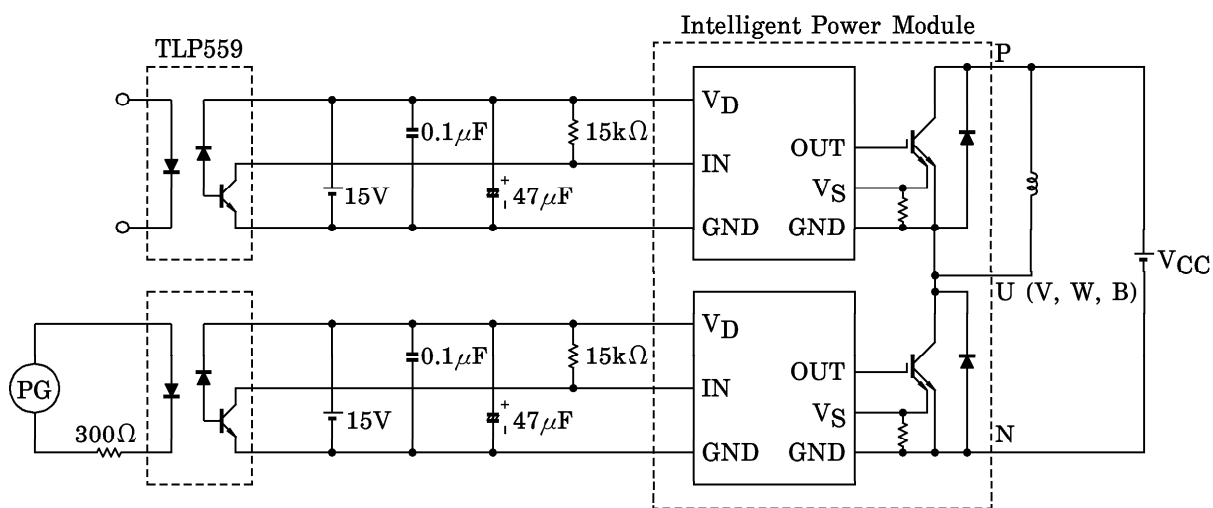 Intelligent Power Module
TLP559
P
V_D
0.1μF
15kΩ
OUT
IN
15V
+
47μF
V_S
GND
GND
V_CC
U (V, W, B)
V_D
0.1μF
15kΩ
OUT
PG
IN
15V
+
47μF
V_S
300Ω
N
GND
GND